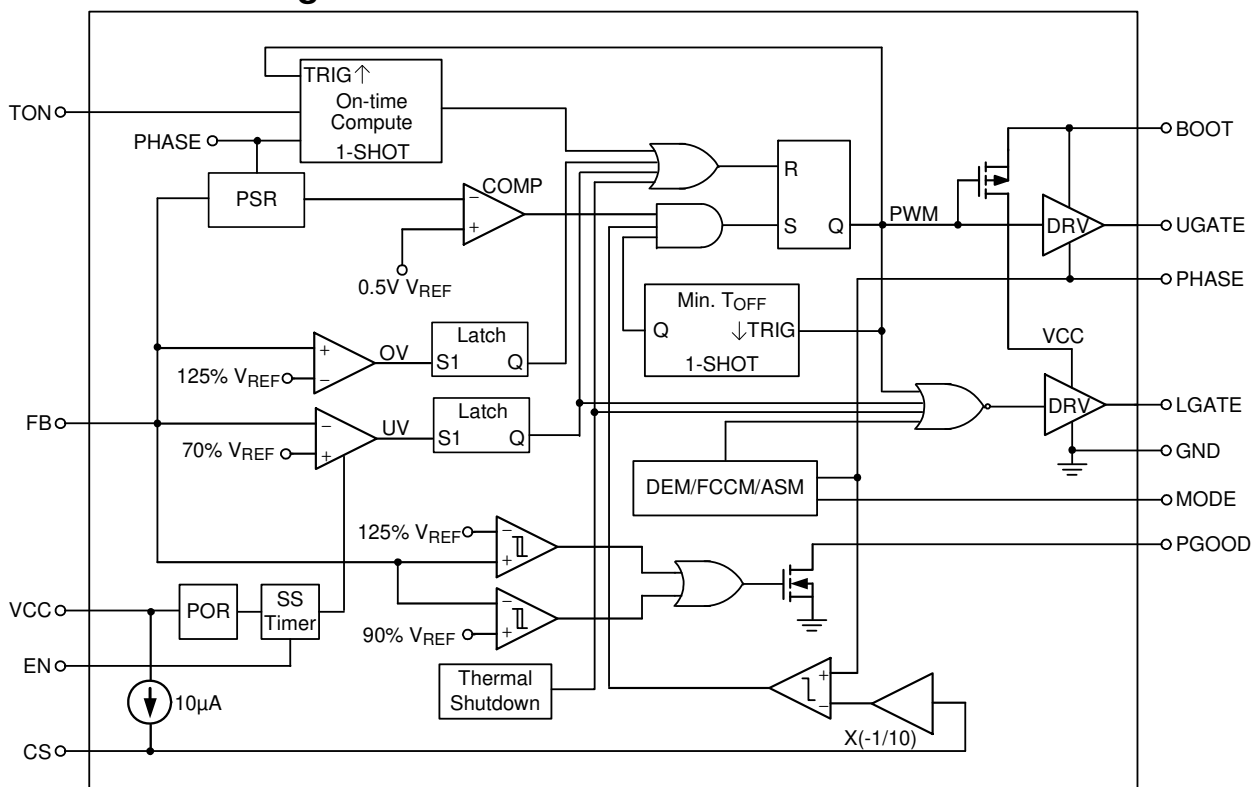 TRIG↑
On-time
Compute
1-SHOT
TON
PHASE
BOOT
PSR
COMP
−
+
0.5V VREF
R
S
Q
PWM
DRV
UGATE
PHASE
Min. TOFF
Q
↓TRIG
1-SHOT
VCC
+
−
125% VREF
OV
Latch
S1
Q
FB
−
+
70% VREF
UV
Latch
S1
Q
DRV
LGATE
GND
DEM/FCCM/ASM
MODE
125% VREF
−
+
PGOOD
VCC
POR
SS
Timer
−
+
90% VREF
EN
Thermal
Shutdown
10µA
+
−
X(-1/10)
CS